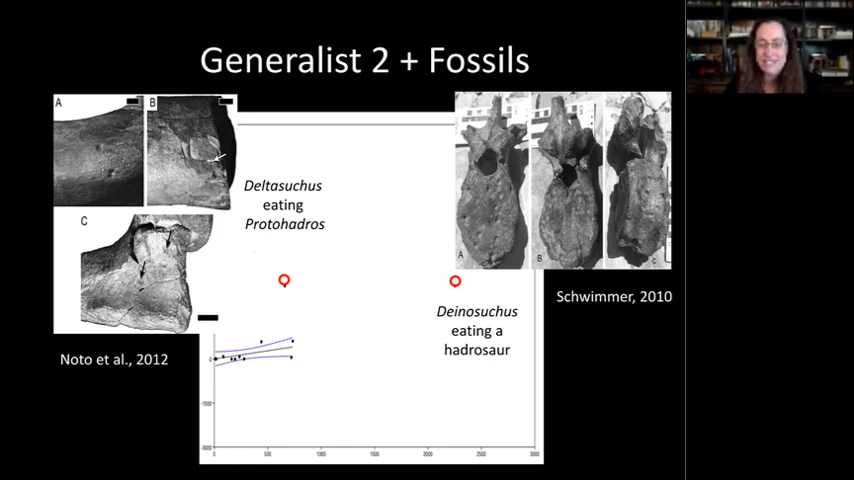 Generalist 2 + Fossils
A
B
C
Deltasuchus
eating
Protohadros
A
B
C
Schwimmer, 2010
Deinosuchus
eating a
hadrosaur
Noto et al., 2012
0
-1500
-3000
0
500
1000
1500
2000
2500
3000